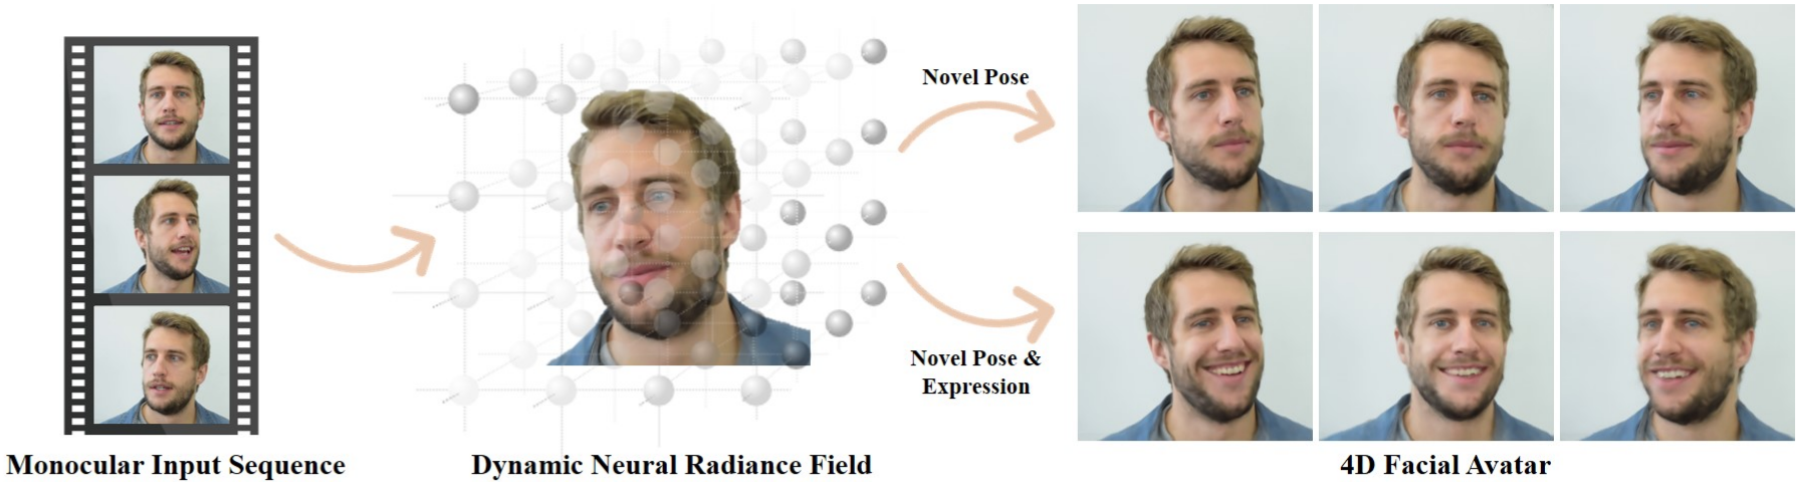 Novel Pose
Novel Pose &
Expression
Monocular Input Sequence
Dynamic Neural Radiance Field
4D Facial Avatar